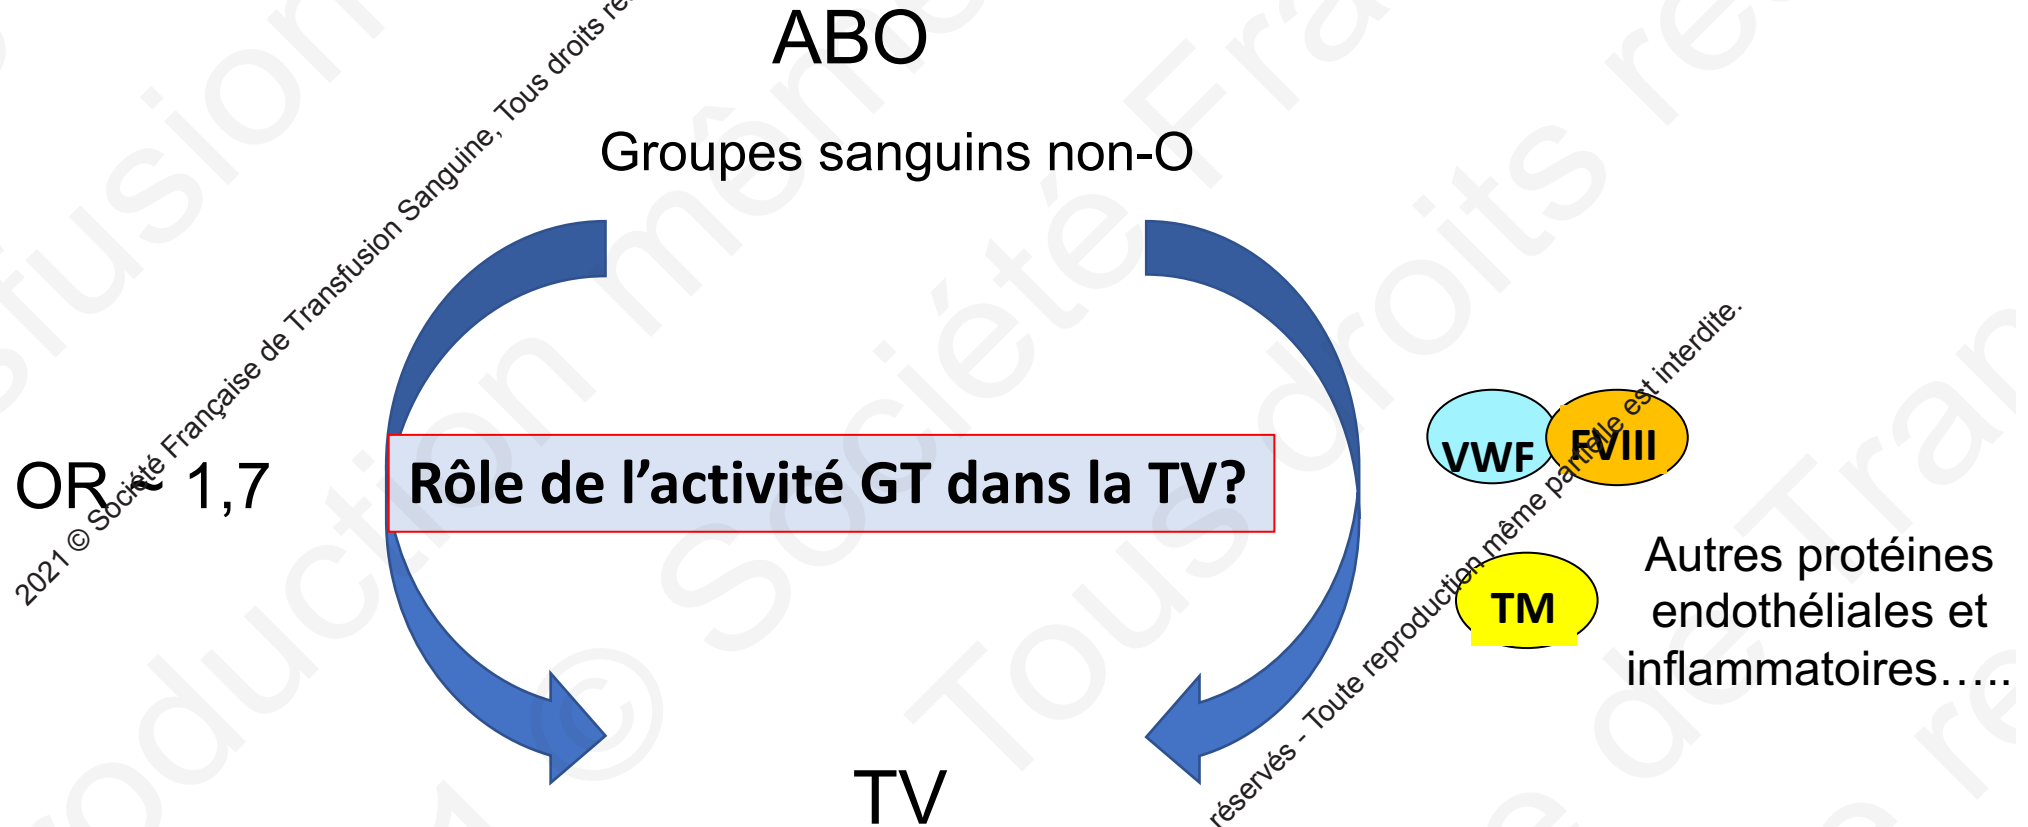 ABO
Groupes sanguins non-O
OR ~ 1,7
Rôle de l’activité GT dans la TV?
VWF
FVIII
TM
Autres protéines
endothéliales et
inflammatoires…..
TV
2021 © Société Française de Transfusion Sanguine, Tous droits
réservés - Toute reproduction même partielle est interdite.